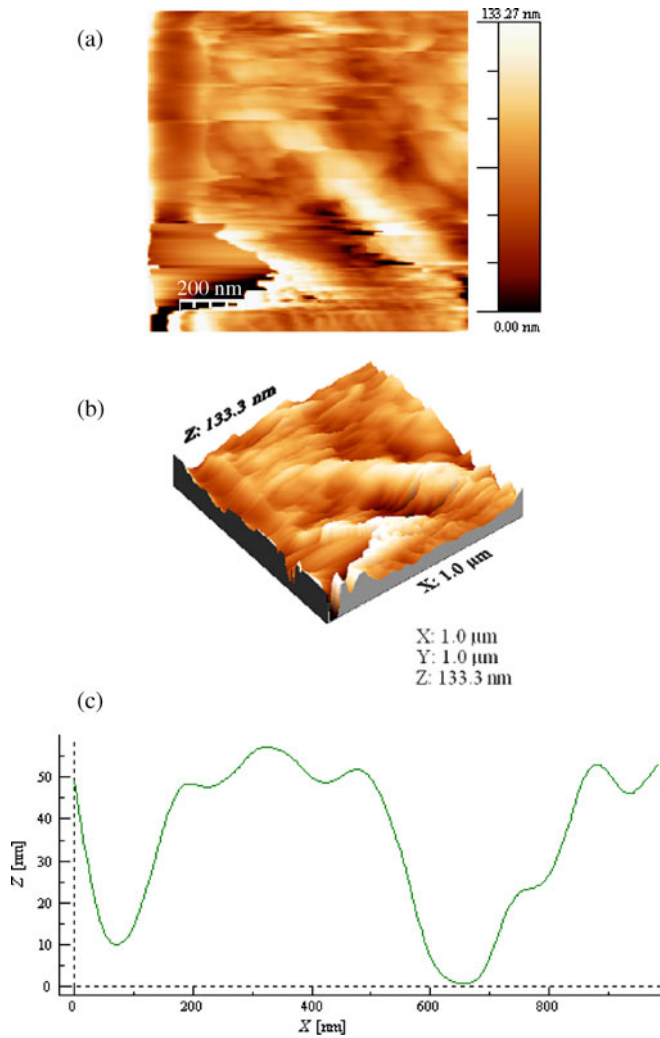 (a)
133.27 nm
200 nm
0.00 nm
(b)
Z: 133.3 nm
X: 1.0 µm
X: 1.0 µm
Y: 1.0 µm
Z: 133.3 nm
(c)
Z [nm]
50
40
30
20
10
0
0 200 400 600 800
X [nm]